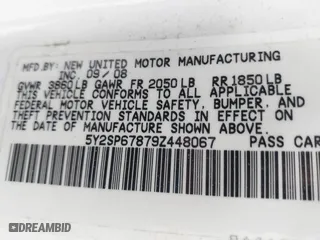 MFD.BY: NEW UNITED MOTOR MANUFACTURING
INC. 09/08
GVWR 3860LB GAWR FR 2050LB RR 1850LB
THIS VEHICLE CONFORMS TO ALL APPLICABLE
FEDERAL MOTOR VEHICLE SAFETY, BUMPER, AND
THEFT PREVENTION STANDARDS IN EFFECT ON
THE DATE OF MANUFACTURE SHOWN ABOVE.
5Y2SP67879Z448067 PASS CAR
DREAMBID